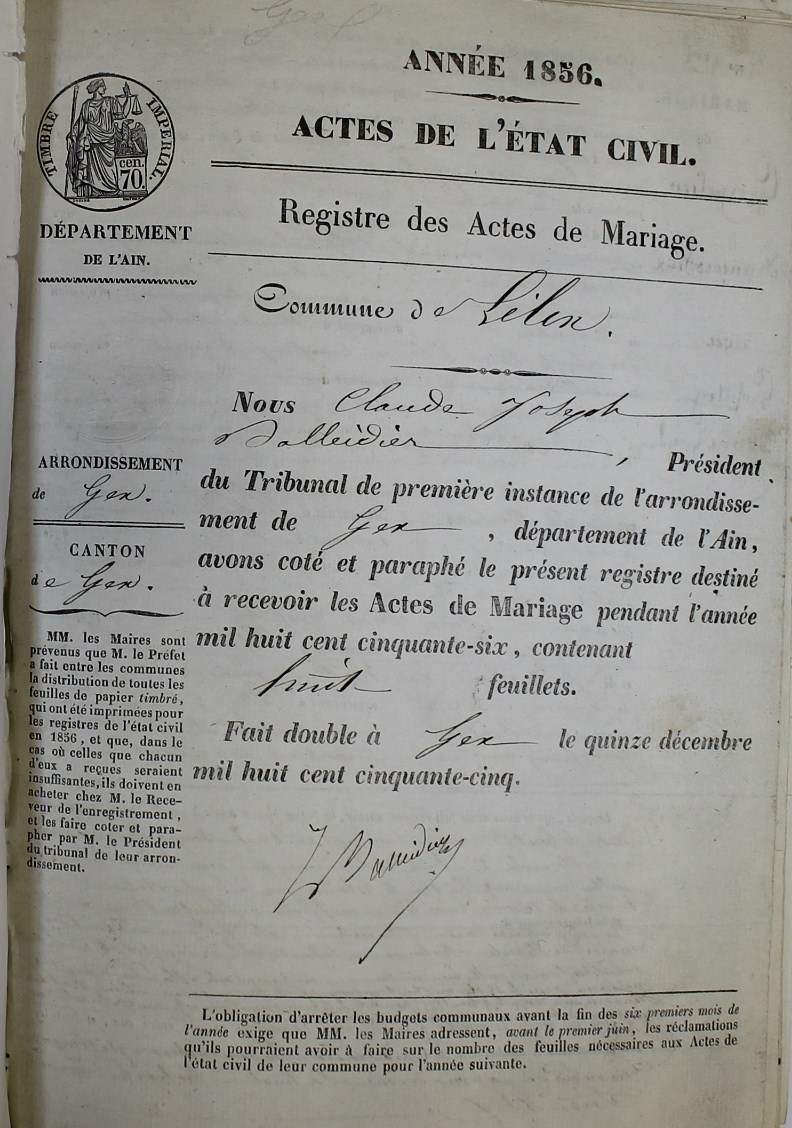 ANNÉE 1856.
ACTES DE L'ÉTAT CIVIL.
TIMBRE IMPERIAL.
cen.
70.
Registre des Actes de Mariage.
DÉPARTEMENT
DE L'AIN.
Commune de Lélex.
Nous Claude Joseph
, Président
ARRONDISSEMENT
de Gex.
CANTON
de Gex.
du Tribunal de première instance de l'arrondisse-
ment de Gex, département de l'Ain,
avons coté et paraphé le présent registre destiné
à recevoir les Actes de Mariage pendant l'année
mil huit cent cinquante-six, contenant
huit feuillets.
Fait double à Gex le quinze décembre
mil huit cent cinquante-cinq.
MM. les Maires sont
prévenus que M. le Préfet
a fait entre les communes
la distribution de toutes les
feuilles de papier timbré,
qui ont été imprimées pour
les registres de l'état civil
en 1856, et que, dans le
cas où celles que chacun
d'eux a reçues seraient
insuffisantes, ils doivent en
acheter chez M. le Rece-
veur de l'enregistrement,
et les faire coter et para-
pher par M. le Président
du tribunal de leur arron-
dissement.
L'obligation d'arrêter les budgets communaux avant la fin des six premiers mois de
l'année exige que MM. les Maires adressent, avant le premier juin, les réclamations
qu'ils pourraient avoir à faire sur le nombre des feuilles nécessaires aux Actes de
l'état civil de leur commune pour l'année suivante.